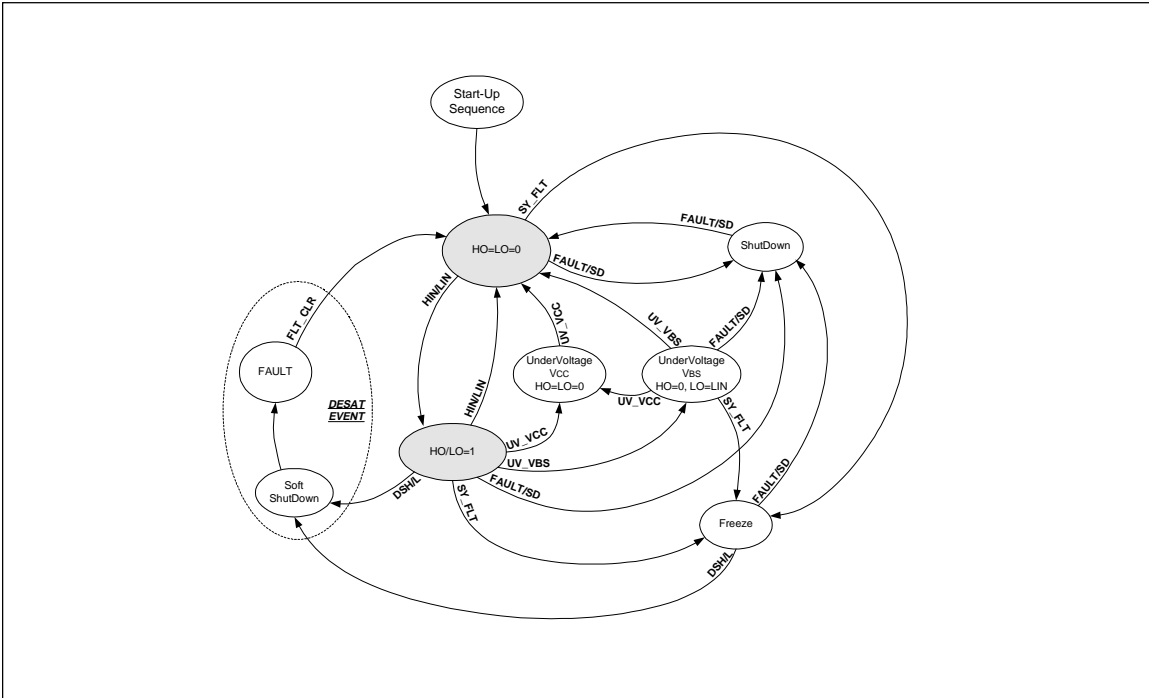 Start-Up
Sequence
SY_FLT
FAULT/SD
HO=LO=0
ShutDown
FAULT/SD
HIN/LIN
FLT_CLR
UV_VCC
UV_VBS
FAULT/SD
UnderVoltage
VCC
HO=LO=0
UnderVoltage
VBS
HO=0, LO=LIN
FAULT
DESAT
EVENT
HIN/LIN
UV_VCC
SY_FLT
UV_VCC
HO/LO=1
UV_VBS
FAULT/SD
FAULT/SD
DSH/L
SY_FLT
Soft
ShutDown
Freeze
DSH/L